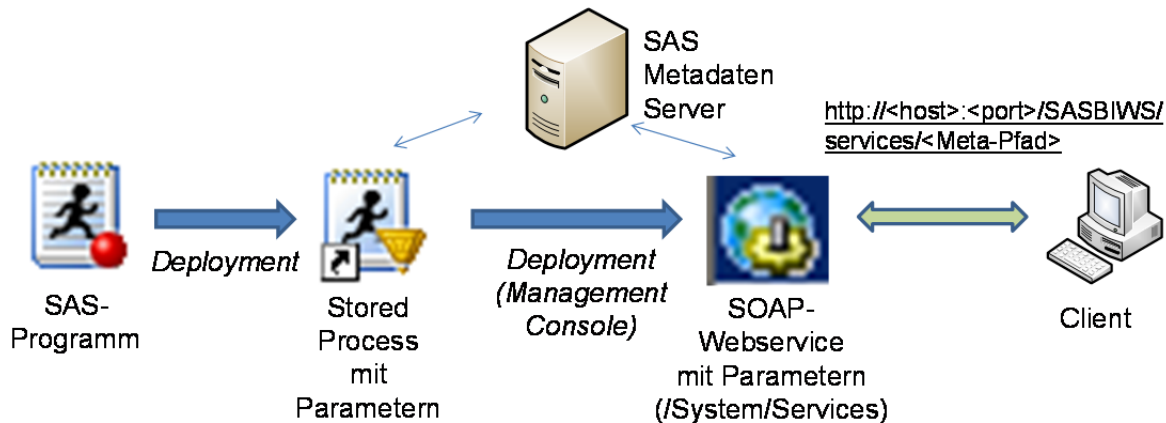 SAS
Metadaten
Server
http://<host>:<port>/SASBIWS/
services/<Meta-Pfad>
Deployment
Deployment
(Management
Console)
SAS-
Programm
Stored
Process
mit
Parametern
SOAP-
Webservice
mit Parametern
(/System/Services)
Client